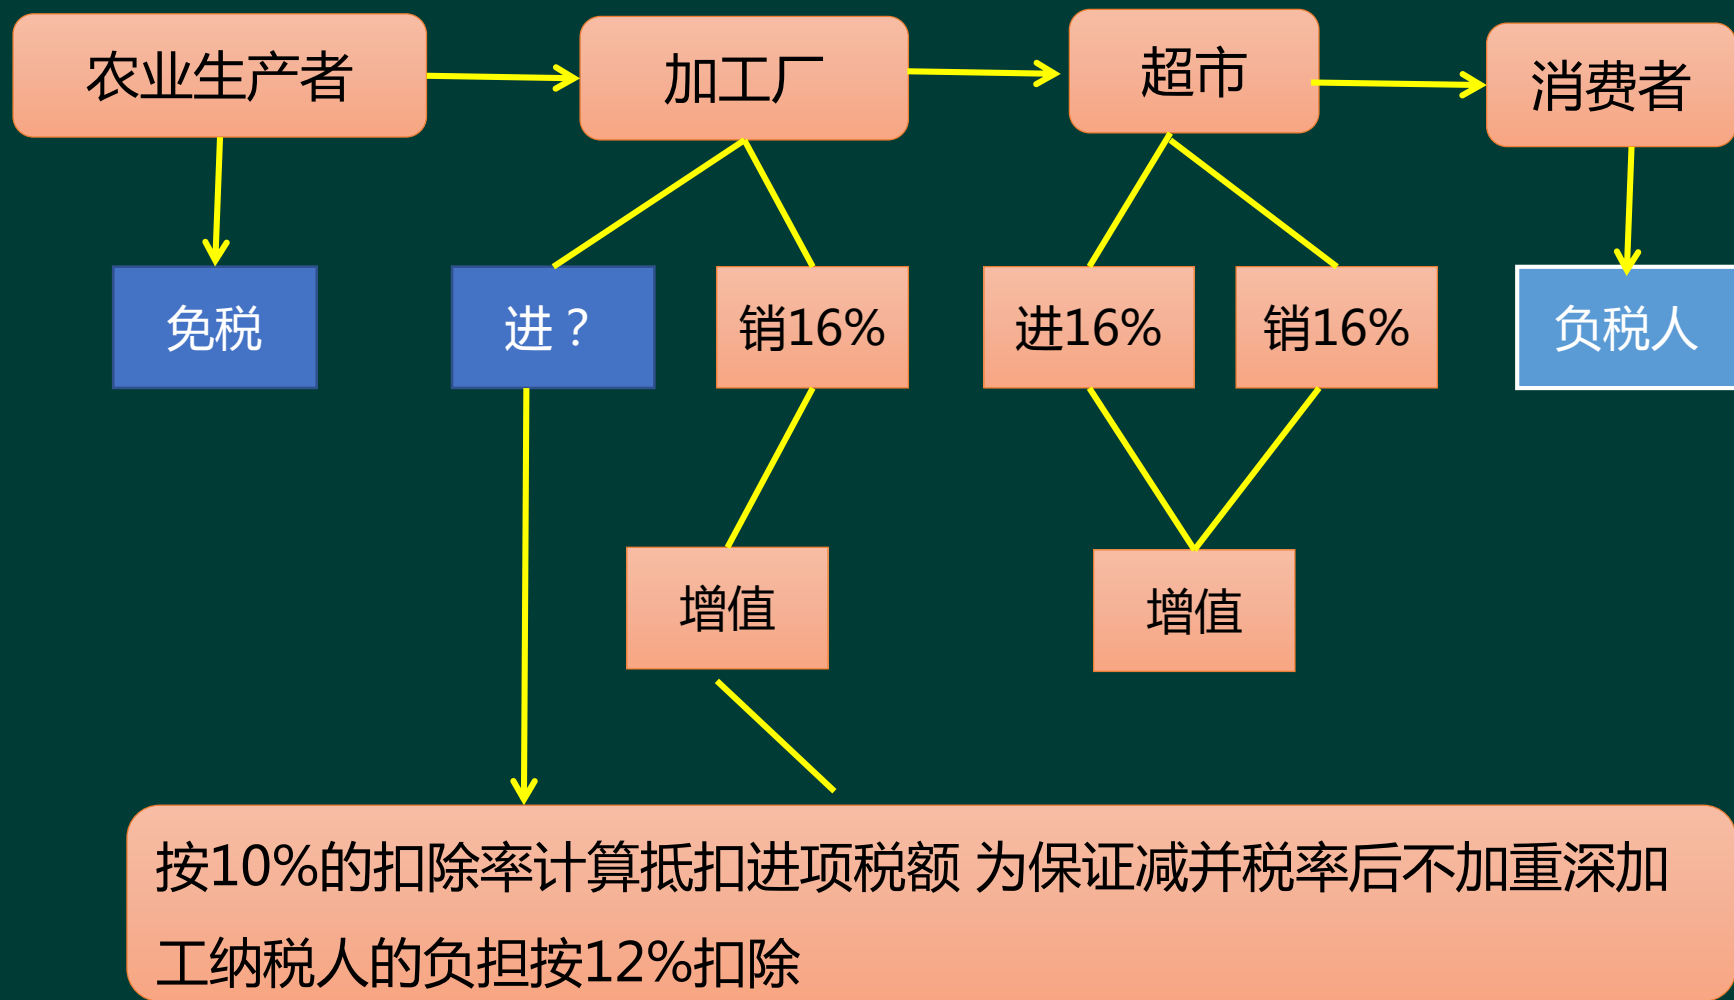 农业生产者
加工厂
超市
消费者
免税
进？
销16%
进16%
销16%
负税人
增值
增值
按10%的扣除率计算抵扣进项税额 为保证减并税率后不加重深加
工纳税人的负担按12%扣除